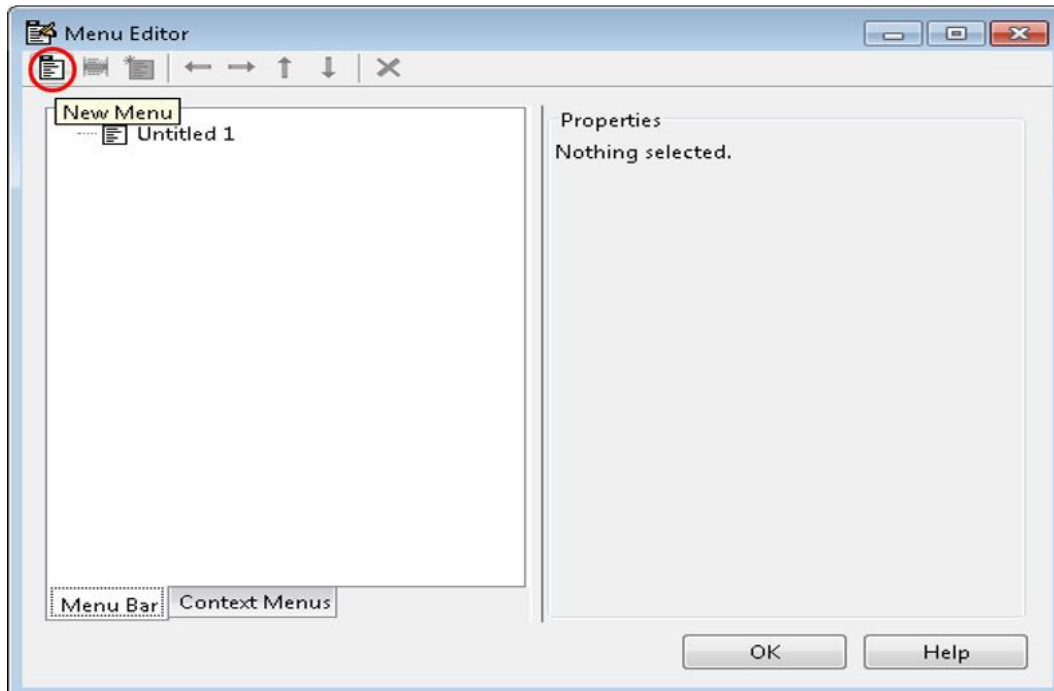 Menu Editor
New Menu
Untitled 1
Properties
Nothing selected.
Menu Bar
Context Menus
OK
Help